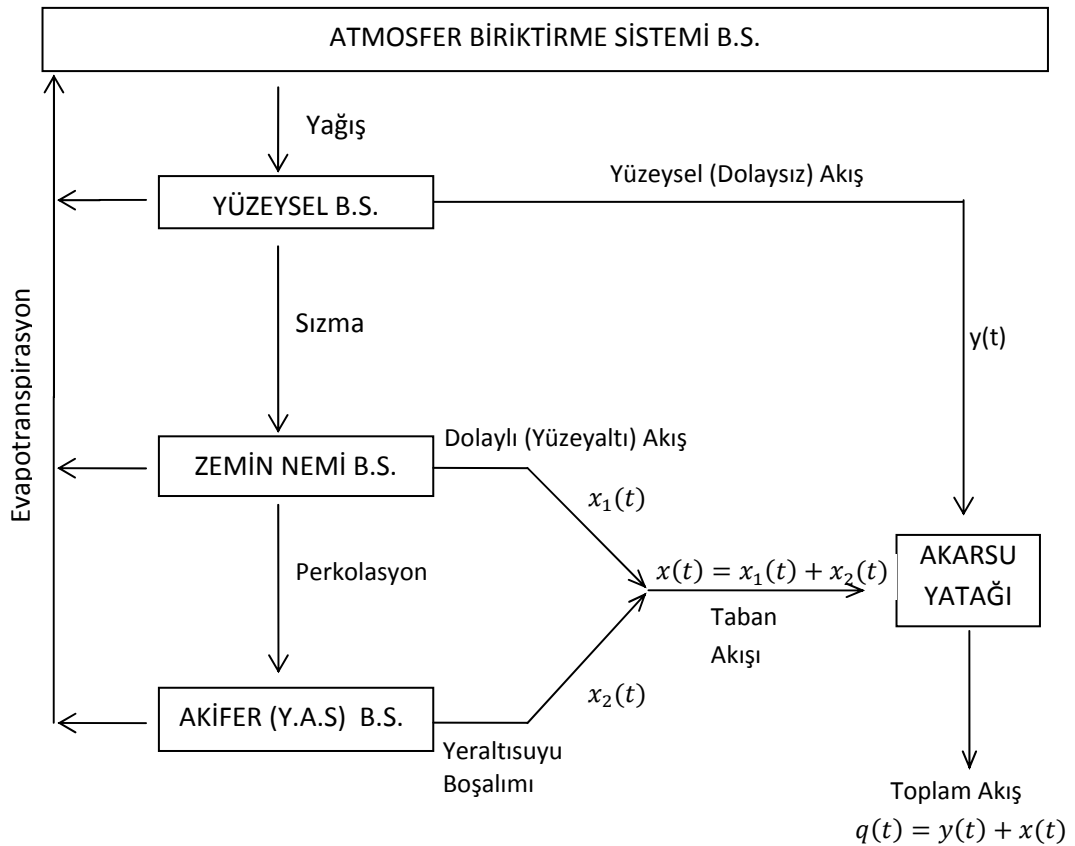 ATMOSFER BİRİKTİRME SİSTEMİ B.S.
Yağış
Yüzeysel (Dolaysız) Akış
YÜZEYSEL B.S.
Evapotranspirasyon
Sızma
y(t)
Dolaylı (Yüzeyaltı) Akış
ZEMİN NEMİ B.S.
x₁(t)
Perkolasyon
x(t) = x₁(t) + x₂(t)
AKARSU
YATAĞI
Taban
Akışı
x₂(t)
AKİFER (Y.A.S) B.S.
Yeraltısuyu
Boşalımı
Toplam Akış
q(t) = y(t) + x(t)